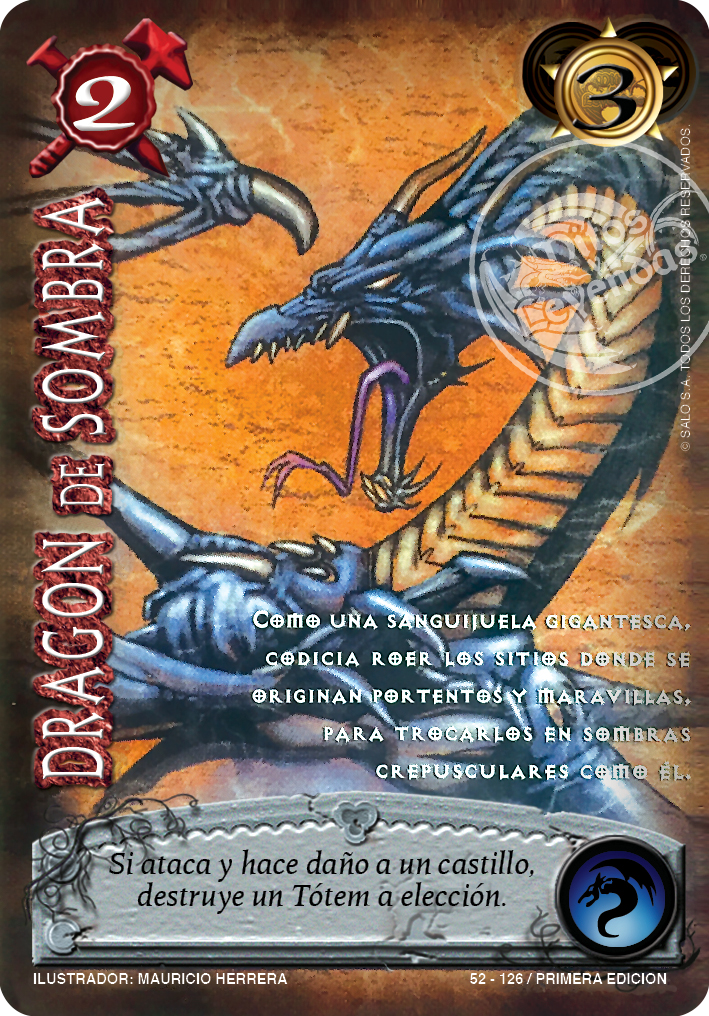 2
3
DRAGON DE SOMBRA
© SALO S.A. TODOS LOS DERECHOS RESERVADOS.
MITOS
Y
LEYENDAS
®
Como una sanguijuela gigantesca,
codicia roer los sitios donde se
originan portentos y maravillas,
para trocarlos en sombras
crepusculares como él.
Si ataca y hace daño a un castillo,
destruye un Tótem a elección.
ILUSTRADOR: MAURICIO HERRERA
52 - 126 / PRIMERA EDICION